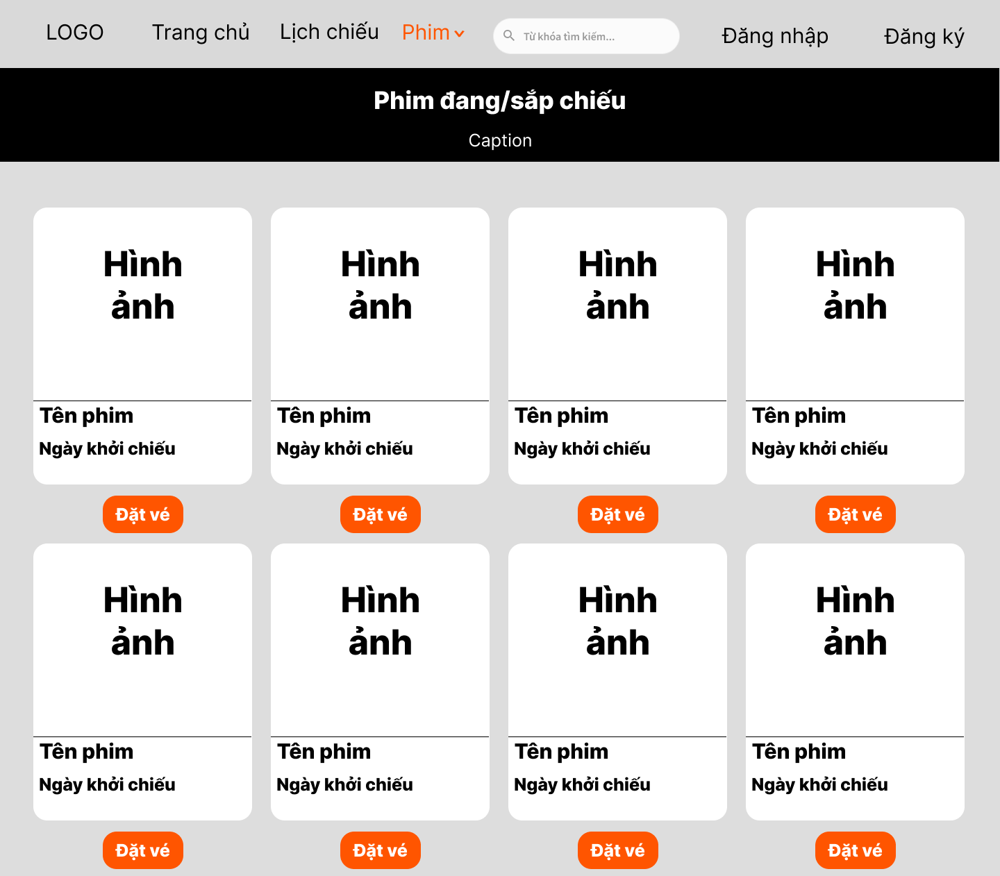 LOGO
Trang chủ
Lịch chiếu
Phim
Từ khóa tìm kiếm...
Đăng nhập
Đăng ký
Phim đang/sắp chiếu
Caption
Hình
ảnh
Tên phim
Ngày khởi chiếu
Đặt vé
Hình
ảnh
Tên phim
Ngày khởi chiếu
Đặt vé
Hình
ảnh
Tên phim
Ngày khởi chiếu
Đặt vé
Hình
ảnh
Tên phim
Ngày khởi chiếu
Đặt vé
Hình
ảnh
Tên phim
Ngày khởi chiếu
Đặt vé
Hình
ảnh
Tên phim
Ngày khởi chiếu
Đặt vé
Hình
ảnh
Tên phim
Ngày khởi chiếu
Đặt vé
Hình
ảnh
Tên phim
Ngày khởi chiếu
Đặt vé